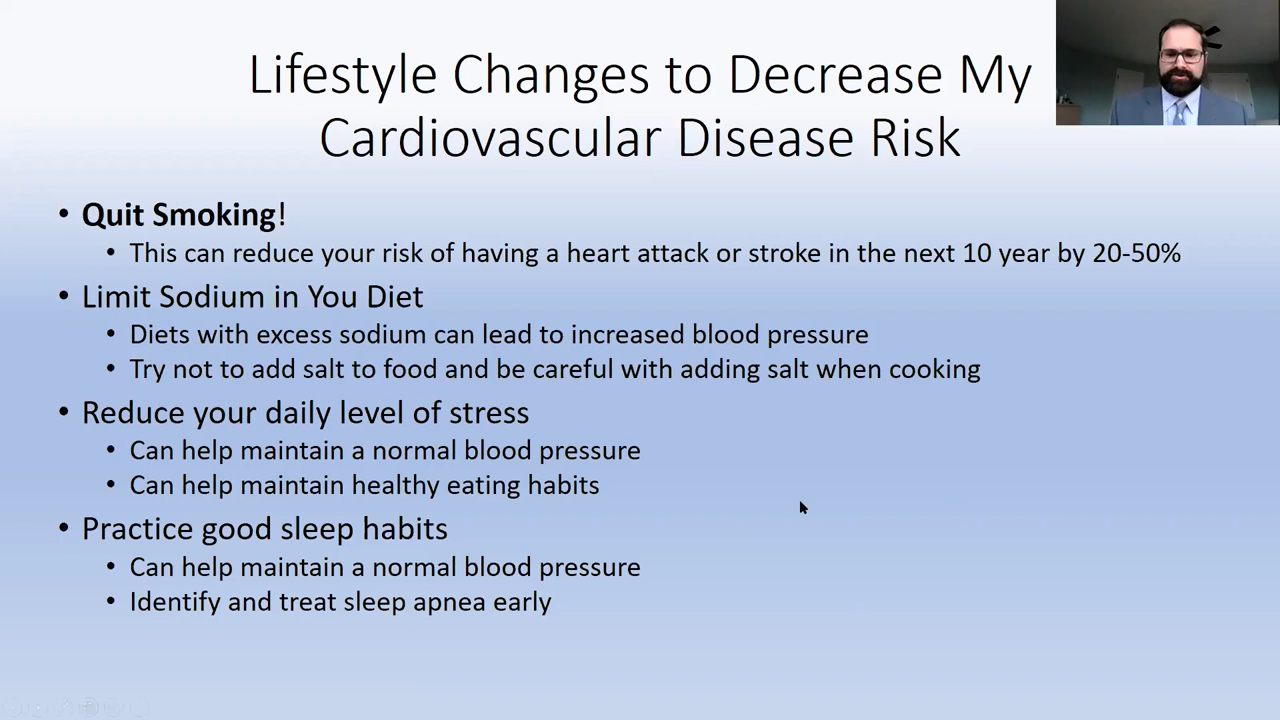 Lifestyle Changes to Decrease My
Cardiovascular Disease Risk
• Quit Smoking!
• This can reduce your risk of having a heart attack or stroke in the next 10 year by 20-50%
• Limit Sodium in You Diet
• Diets with excess sodium can lead to increased blood pressure
• Try not to add salt to food and be careful with adding salt when cooking
• Reduce your daily level of stress
• Can help maintain a normal blood pressure
• Can help maintain healthy eating habits
• Practice good sleep habits
• Can help maintain a normal blood pressure
• Identify and treat sleep apnea early